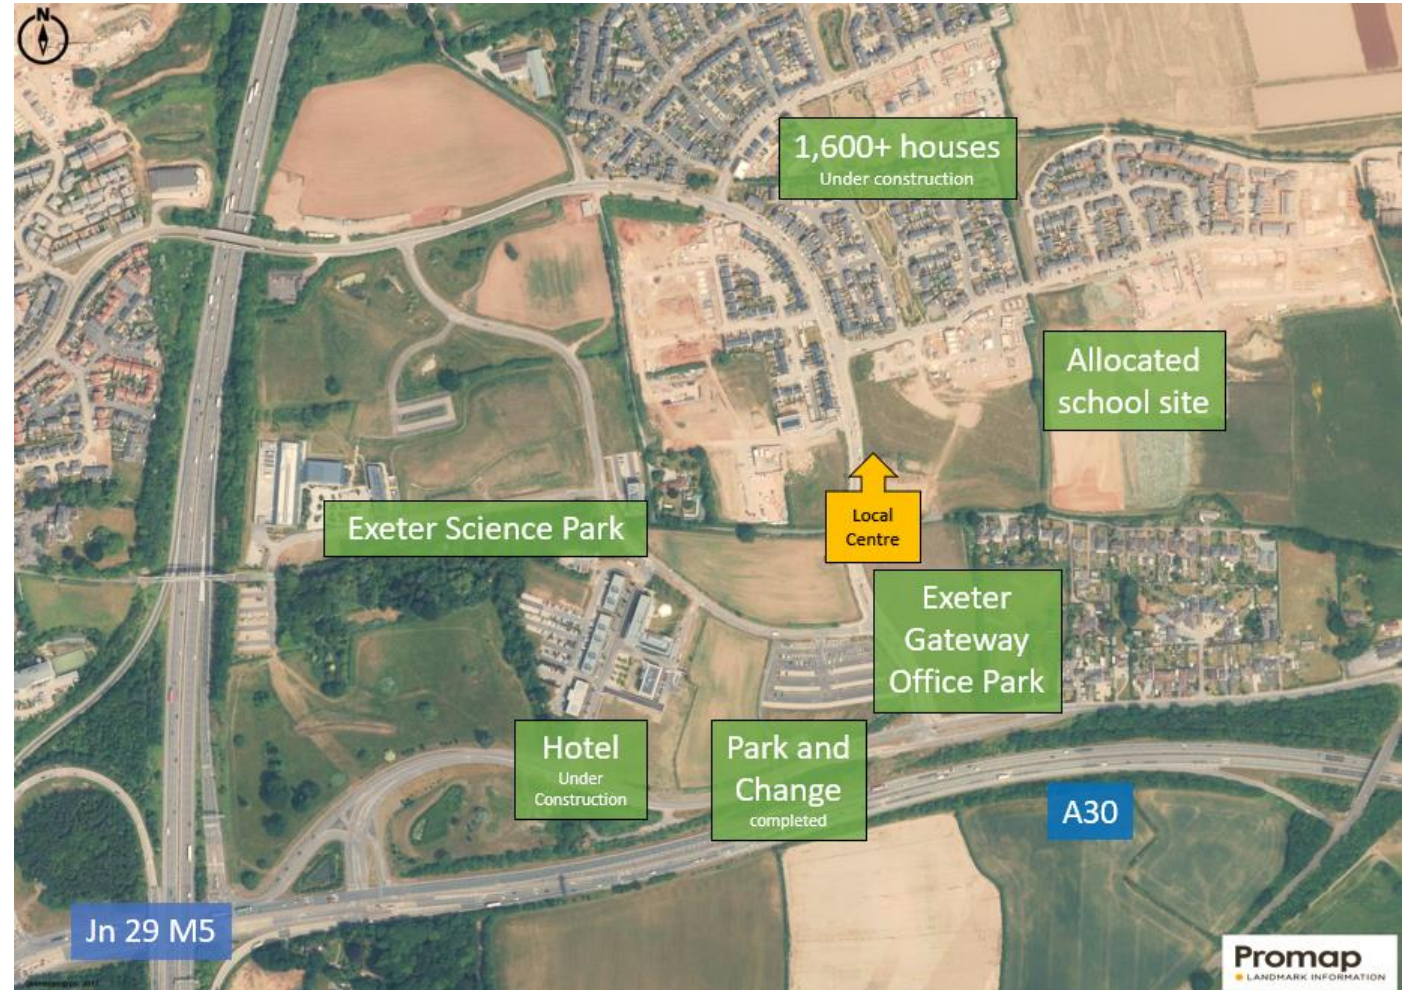 N
1,600+ houses
Under construction
Allocated
school site
Local
Centre
Exeter Science Park
Exeter
Gateway
Office Park
Hotel
Under
Construction
Park and
Change
completed
A30
Jn 29 M5
Promap
LANDMARK INFORMATION